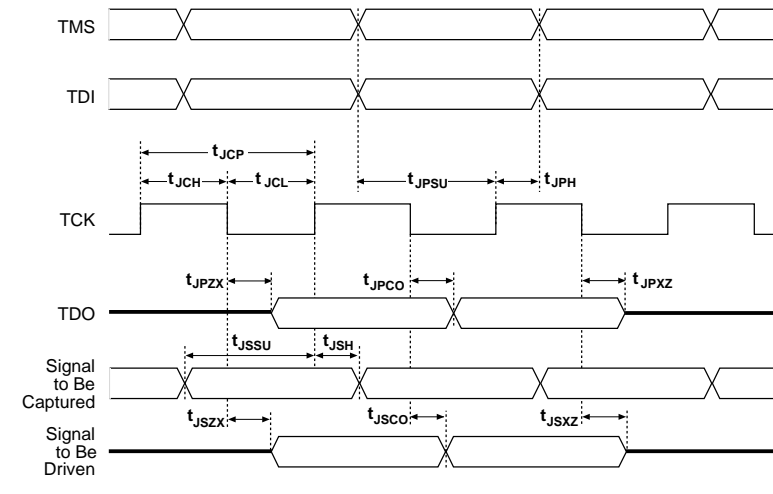 TMS
TDI
tJCP
tJCH
tJCL
tJPSU
tJPH
TCK
tJPZX
tJPCO
tJPXZ
TDO
tJSSU
tJSH
Signal
to Be
Captured
tJSZX
tJSCO
tJSXZ
Signal
to Be
Driven